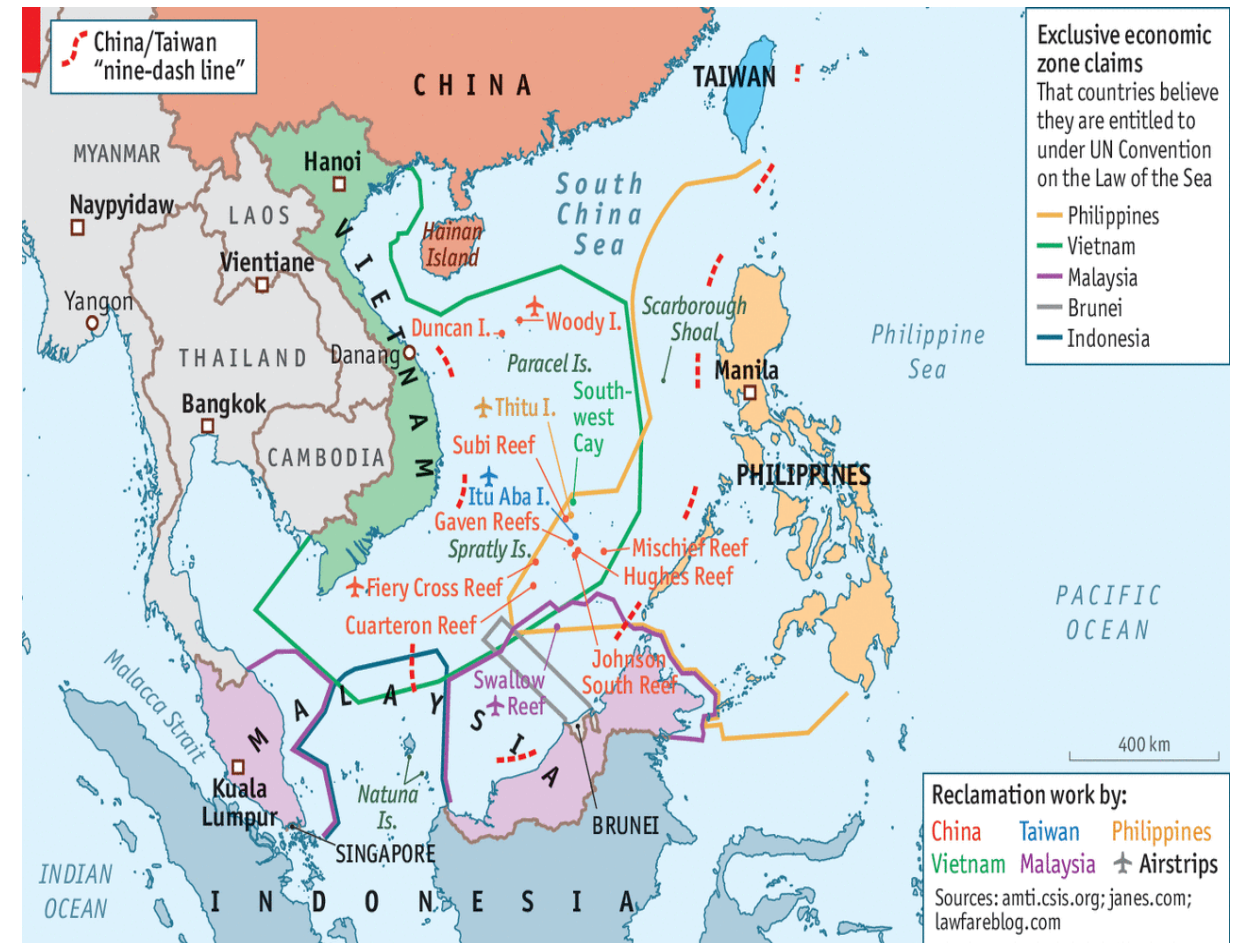 China/Taiwan
“nine-dash line”
CHINA
TAIWAN
Exclusive economic
zone claims
That countries believe
they are entitled to
under UN Convention
on the Law of the Sea
Philippines
Vietnam
Malaysia
Brunei
Indonesia
MYANMAR
Hanoi
Naypyidaw
LAOS
South
China
Sea
Hainan
Island
VIETNAM
Vientiane
Yangon
Duncan I.
Woody I.
Scarborough
Shoal
Philippine
Sea
THAILAND
Danang
Paracel Is.
Manila
Bangkok
Thitu I.
South-
west
Cay
Subi Reef
CAMBODIA
PHILIPPINES
Itu Aba I.
Gaven Reefs
Spratly Is.
Mischief Reef
Hughes Reef
Fiery Cross Reef
Cuarteron Reef
PACIFIC
OCEAN
Johnson
South Reef
Swallow
Reef
Malacca Strait
MALAYSIA
400 km
Kuala
Lumpur
Natuna
Is.
BRUNEI
SINGAPORE
INDIAN
OCEAN
INDONESIA
Reclamation work by:
China Taiwan Philippines
Vietnam Malaysia Airstrips
Sources: amti.csis.org; janes.com;
lawfareblog.com